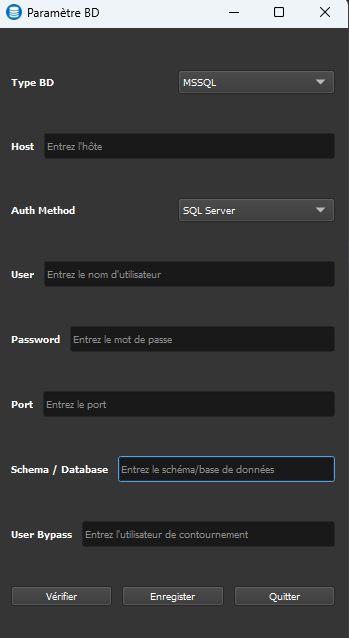 Paramètre BD
Type BD MSSQL
Host Entrez l'hôte
Auth Method SQL Server
User Entrez le nom d'utilisateur
Password Entrez le mot de passe
Port Entrez le port
Schema / Database Entrez le schéma/base de données
User Bypass Entrez l'utilisateur de contournement
Vérifier Enregister Quitter